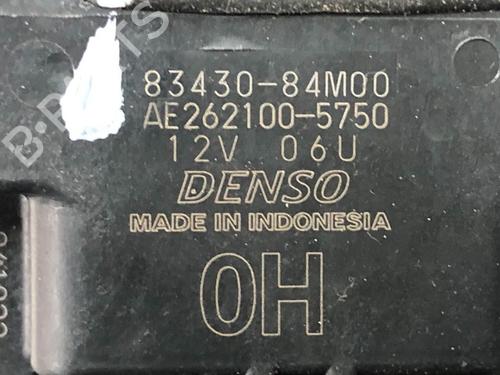 83430-84M00
AE262100-5750
12V 06U
DENSO
MADE IN INDONESIA
0H